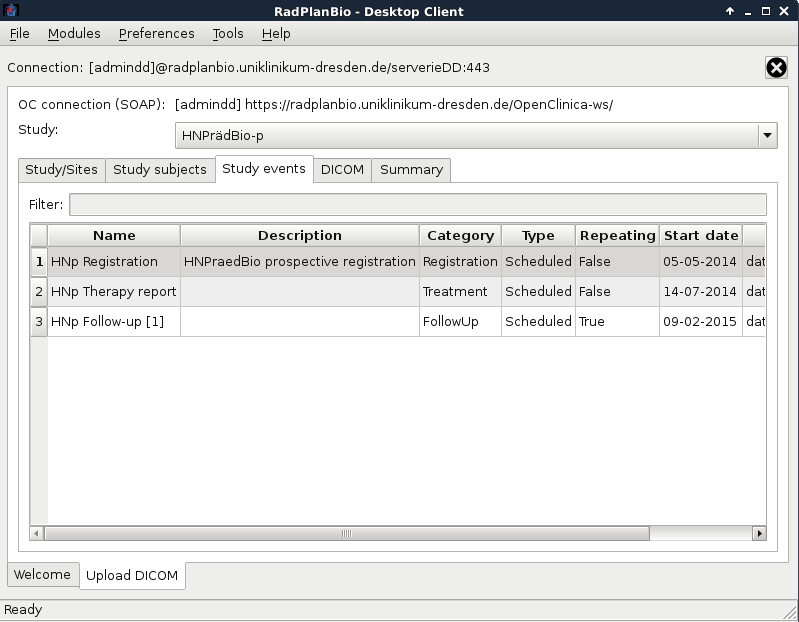 RadPlanBio - Desktop Client
File Modules Preferences Tools Help
Connection: [admindd]@radplanbio.uniklinikum-dresden.de/serverieDD:443
OC connection (SOAP): [admindd] https://radplanbio.uniklinikum-dresden.de/OpenClinica-ws/
Study: HNPrädBio-p
Study/Sites Study subjects Study events DICOM Summary
Filter:
Name Description Category Type Repeating Start date
1 HNp Registration HNPraedBio prospective registration Registration Scheduled False 05-05-2014 dat
2 HNp Therapy report Treatment Scheduled False 14-07-2014 dat
3 HNp Follow-up [1] FollowUp Scheduled True 09-02-2015 dat
Welcome Upload DICOM
Ready